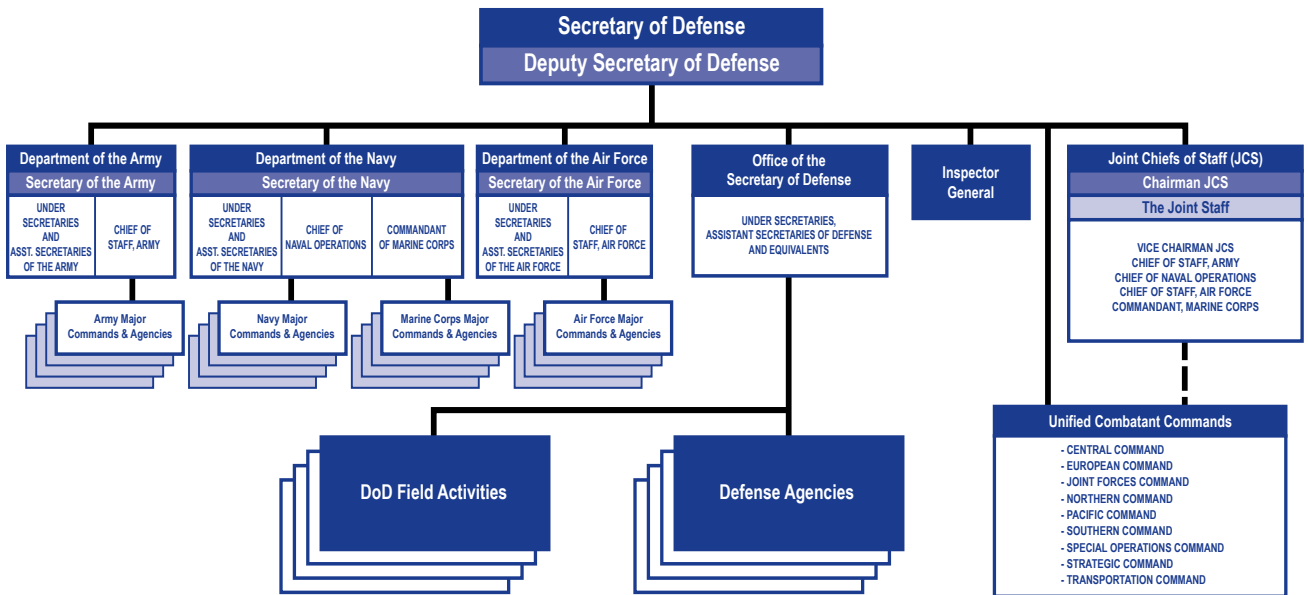 Secretary of Defense
Deputy Secretary of Defense
Department of the Army
Secretary of the Army
UNDER
SECRETARIES
AND
ASST. SECRETARIES
OF THE ARMY
CHIEF OF
STAFF, ARMY
Army Major
Commands & Agencies
Department of the Navy
Secretary of the Navy
UNDER
SECRETARIES
AND
ASST. SECRETARIES
OF THE NAVY
CHIEF OF
NAVAL OPERATIONS
COMMANDANT
OF MARINE CORPS
Navy Major
Commands & Agencies
Marine Corps Major
Commands & Agencies
Department of the Air Force
Secretary of the Air Force
UNDER
SECRETARIES
AND
ASST. SECRETARIES
OF THE AIR FORCE
CHIEF OF
STAFF, AIR FORCE
Air Force Major
Commands & Agencies
Office of the
Secretary of Defense
UNDER SECRETARIES,
ASSISTANT SECRETARIES OF DEFENSE
AND EQUIVALENTS
Inspector
General
Joint Chiefs of Staff (JCS)
Chairman JCS
The Joint Staff
VICE CHAIRMAN JCS
CHIEF OF STAFF, ARMY
CHIEF OF NAVAL OPERATIONS
CHIEF OF STAFF, AIR FORCE
COMMANDANT, MARINE CORPS
DoD Field Activities
Defense Agencies
Unified Combatant Commands
- CENTRAL COMMAND
- EUROPEAN COMMAND
- JOINT FORCES COMMAND
- NORTHERN COMMAND
- PACIFIC COMMAND
- SOUTHERN COMMAND
- SPECIAL OPERATIONS COMMAND
- STRATEGIC COMMAND
- TRANSPORTATION COMMAND